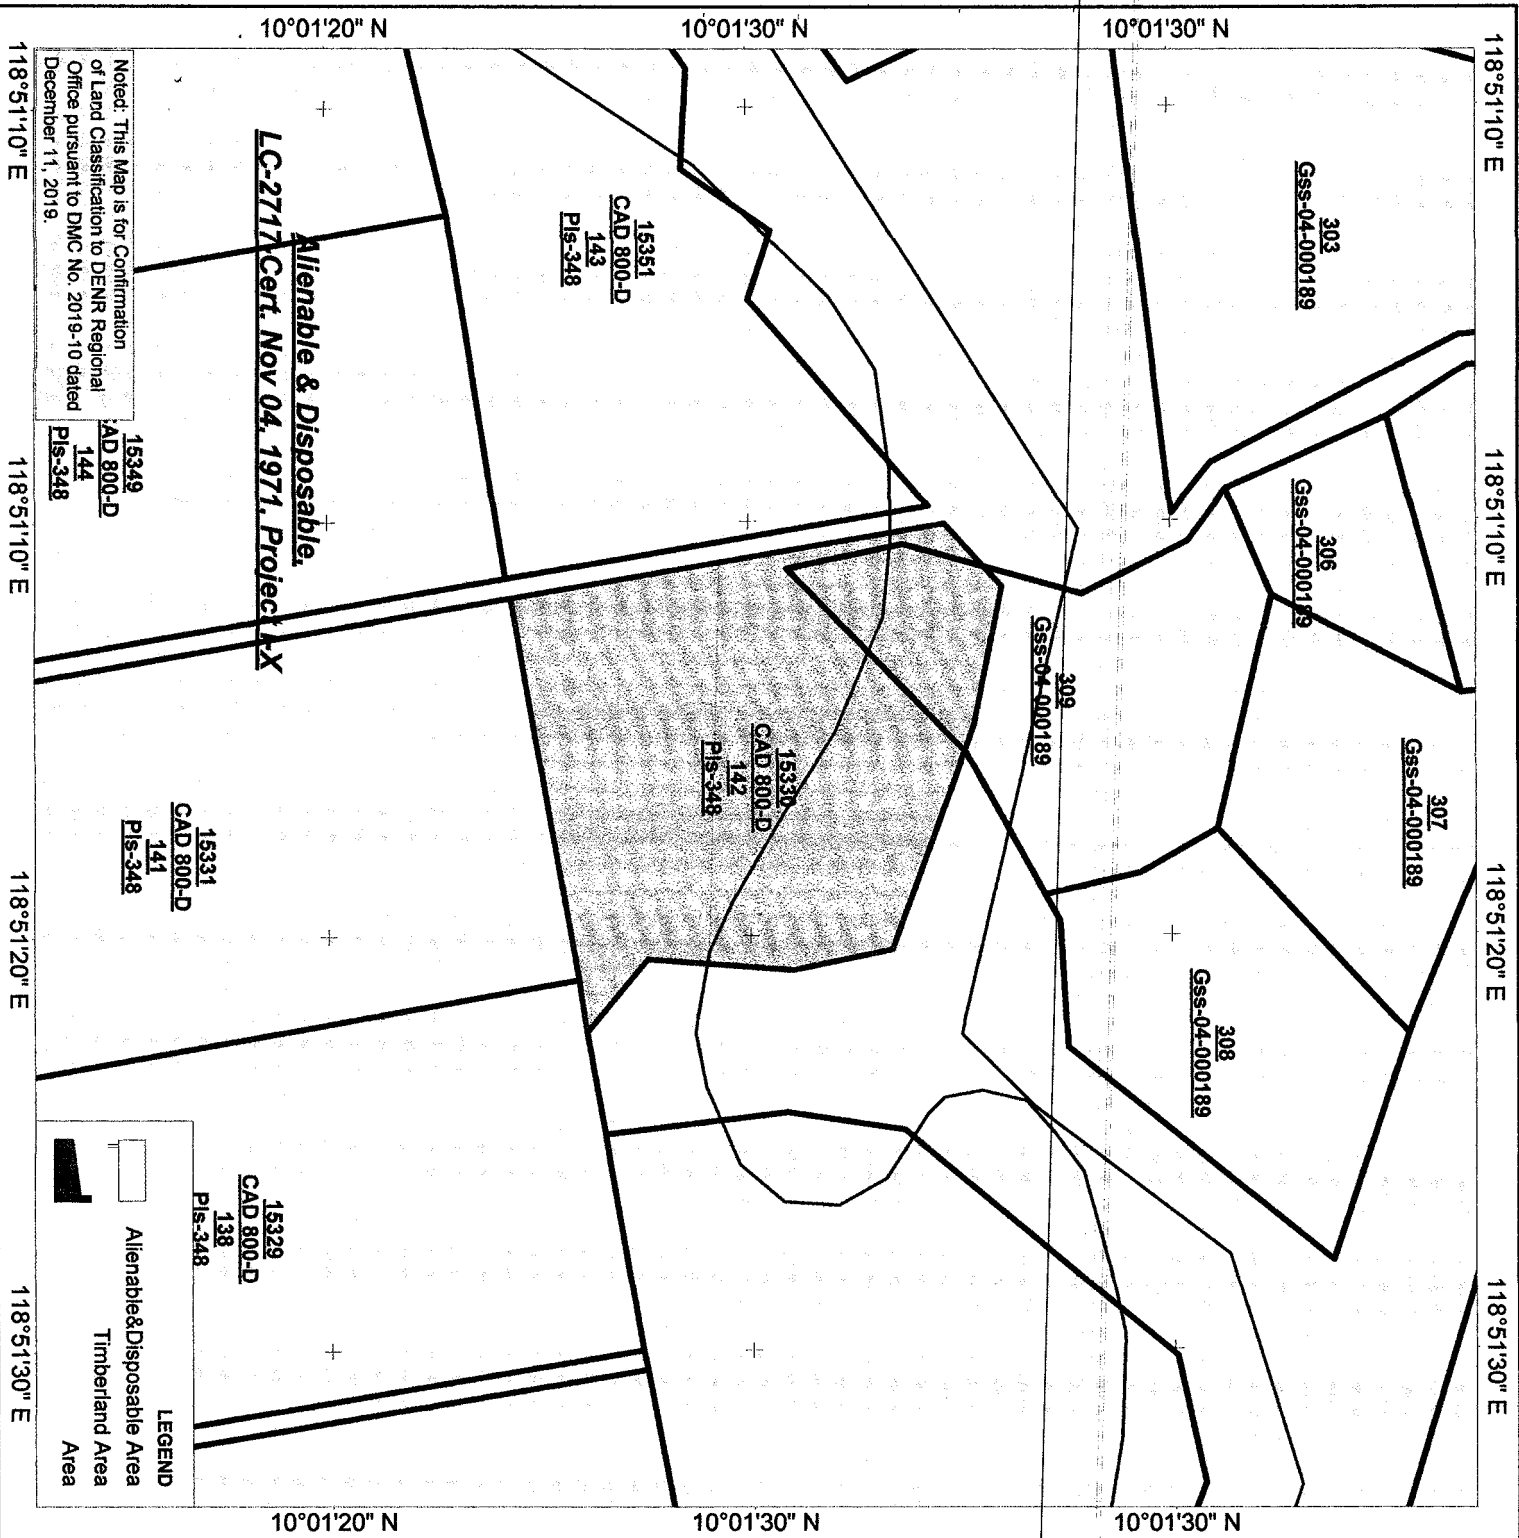 118°51'10" E
118°51'10" E
118°51'20" E
118°51'30" E
10°01'30" N
10°01'30" N
303
Gss-04-000189
306
Gss-04-000189
307
Gss-04-000189
308
Gss-04-000189
309
Gss-04-000189
10°01'30" N
10°01'30" N
15351
CAD 800-D
143
Pls-348
15330
CAD 800-D
142
Pls-348
10°01'20" N
10°01'20" N
Alienable & Disposable,
LC-2717,Cert. Nov 04, 1971, Project
15331
CAD 800-D
141
Pls-348
15329
CAD 800-D
138
Pls-348
15349
AD 800-D
144
Pls-348
Noted: This Map is for Confirmation
of Land Classification to DENR Regional
Office pursuant to DMC No. 2019-10 dated
December 11, 2019.
LEGEND
Alienable&Disposable Area
Timberland Area
Area
118°51'10" E
118°51'10" E
118°51'20" E
118°51'30" E